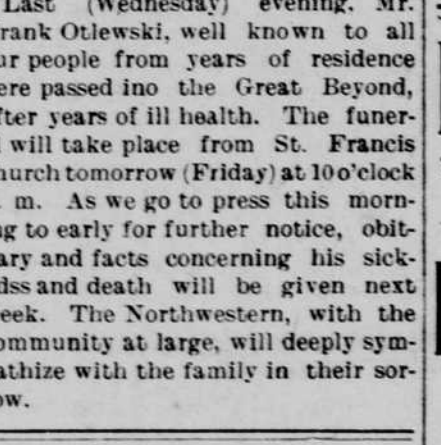 Last (Wednesday) evening, Mr.
rank Otlewski, well known to all
ur people from years of residence
ere passed ino the Great Beyond,
fter years of ill health. The funer-
l will take place from St. Francis
hurch tomorrow (Friday) at 10 o'clock
. m. As we go to press this morn-
ng to early for further notice, obit-
ary and facts concerning his sick-
dss and death will be given next
eek. The Northwestern, with the
ommunity at large, will deeply sym-
athize with the family in their sor-
ow.